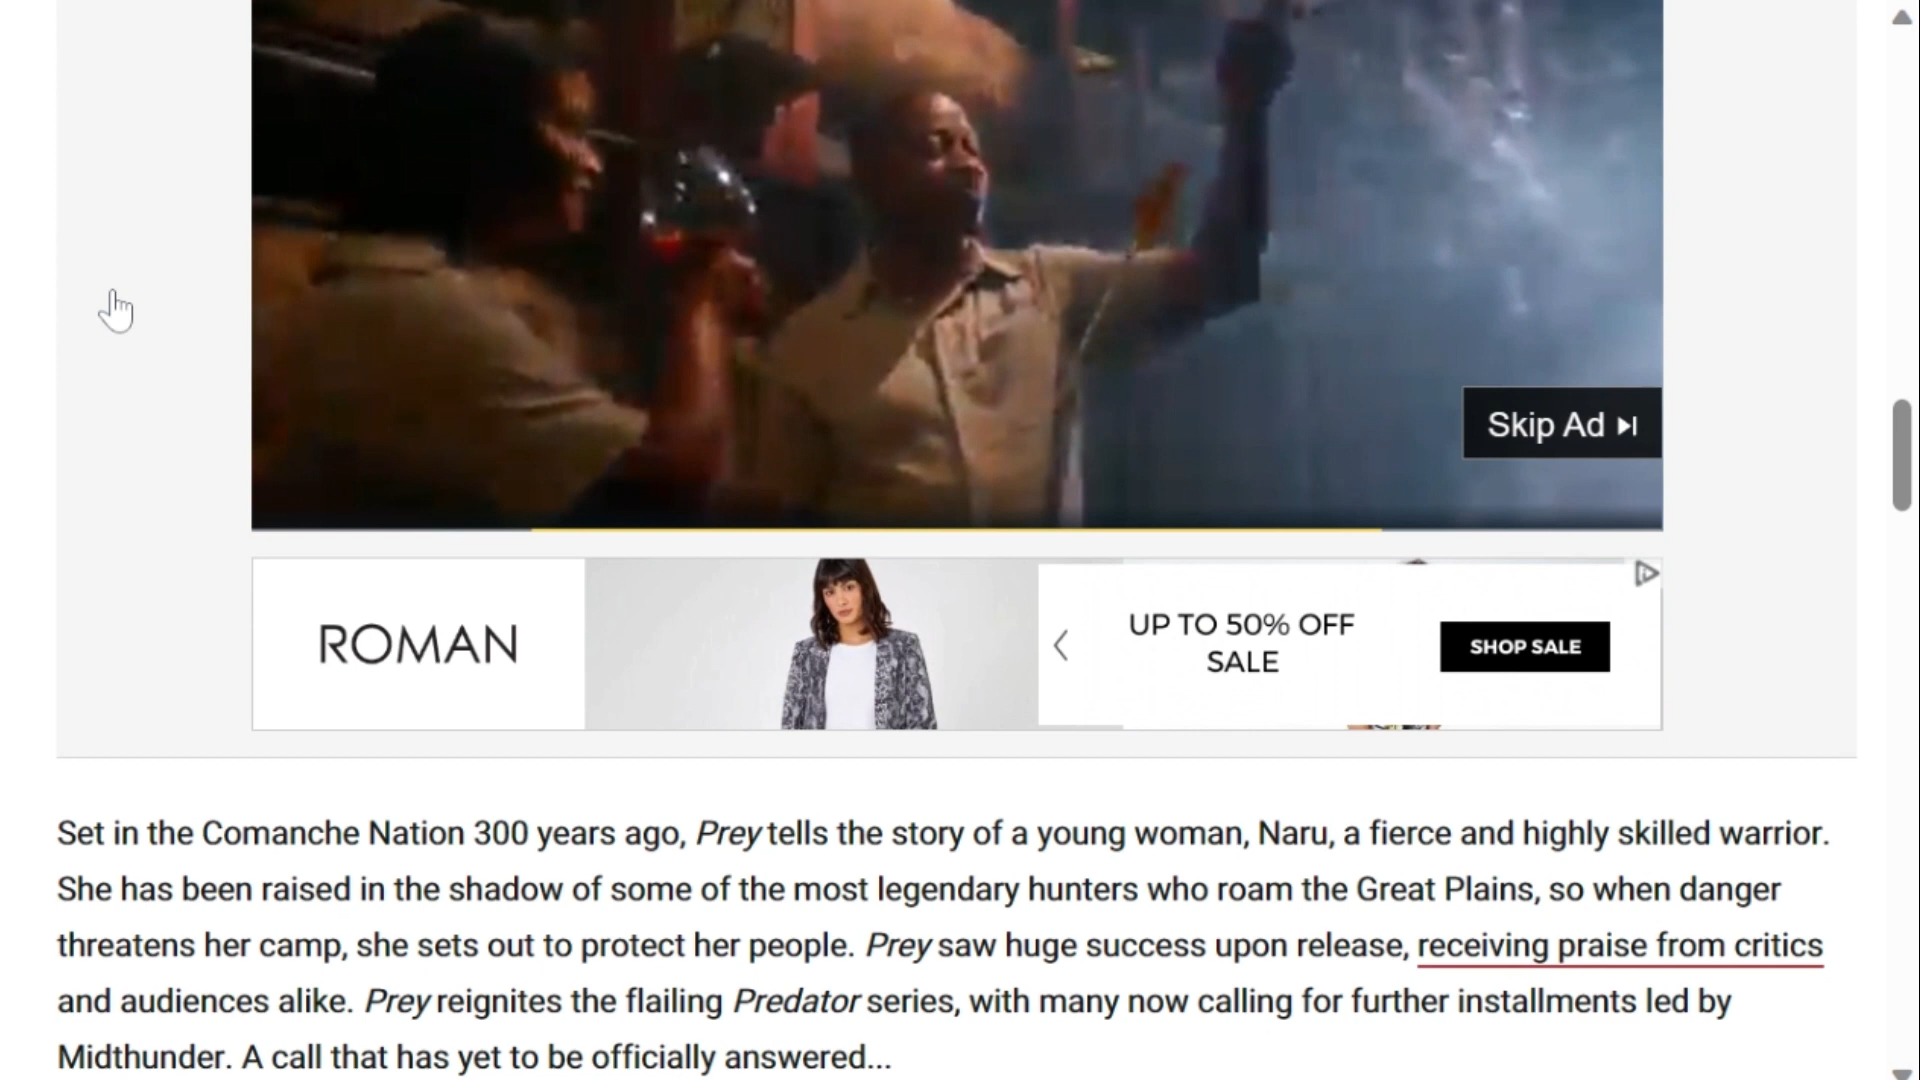 Skip Ad
ROMAN
UP TO 50% OFF
SALE
SHOP SALE
Set in the Comanche Nation 300 years ago, Prey tells the story of a young woman, Naru, a fierce and highly skilled warrior.
She has been raised in the shadow of some of the most legendary hunters who roam the Great Plains, so when danger
threatens her camp, she sets out to protect her people. Prey saw huge success upon release, receiving praise from critics
and audiences alike. Prey reignites the flailing Predator series, with many now calling for further installments led by
Midthunder. A call that has yet to be officially answered...